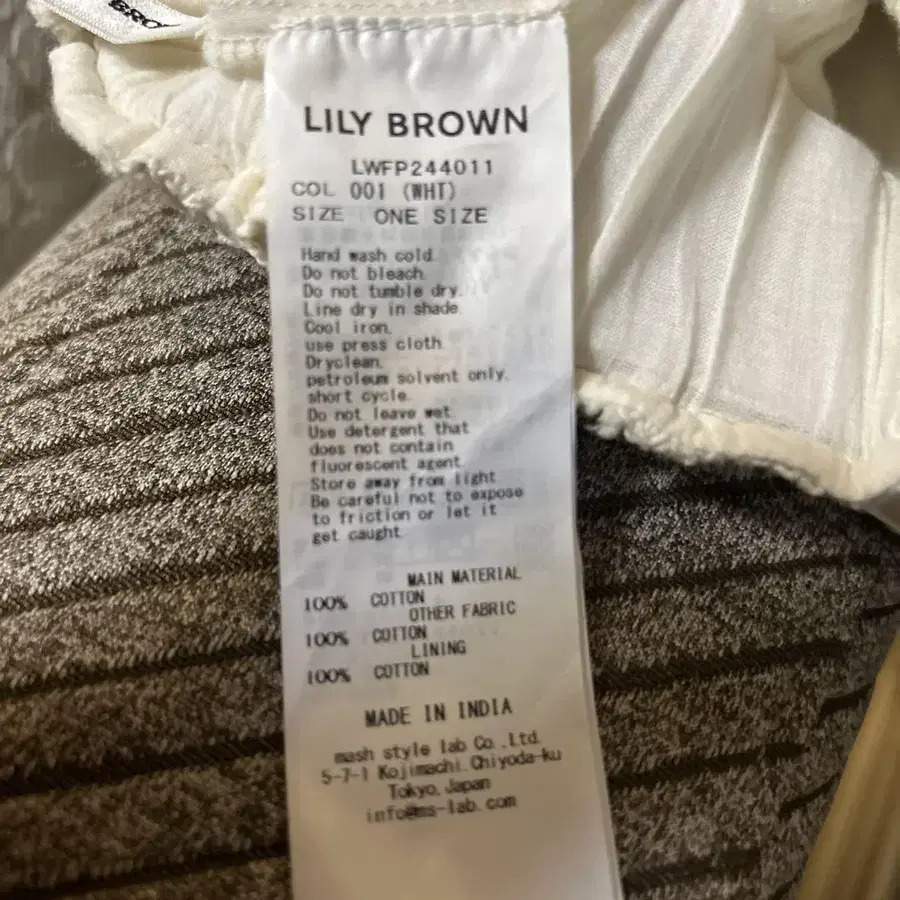 BRO
LILY BROWN
LWFP244011
COL 001 (WHT)
SIZE ONE SIZE
Hand wash cold.
Do not bleach.
Do not tumble dry.
Line dry in shade.
Cool iron.
use press cloth.
Dryclean,
petroleum solvent only.
short cycle.
Do not leave wet.
Use detergent that
does not contain
fluorescent agent.
Store away from light
Be careful not to expose
to friction or let it
get caught.
MAIN MATERIAL
100% COTTON
OTHER FABRIC
100% COTTON
LINING
100% COTTON
MADE IN INDIA
mash style lab Co.,Ltd.
5-7-1 Kojimachi.Chiyoda-ku
Tokyo,Japan
info@ms-lab.com